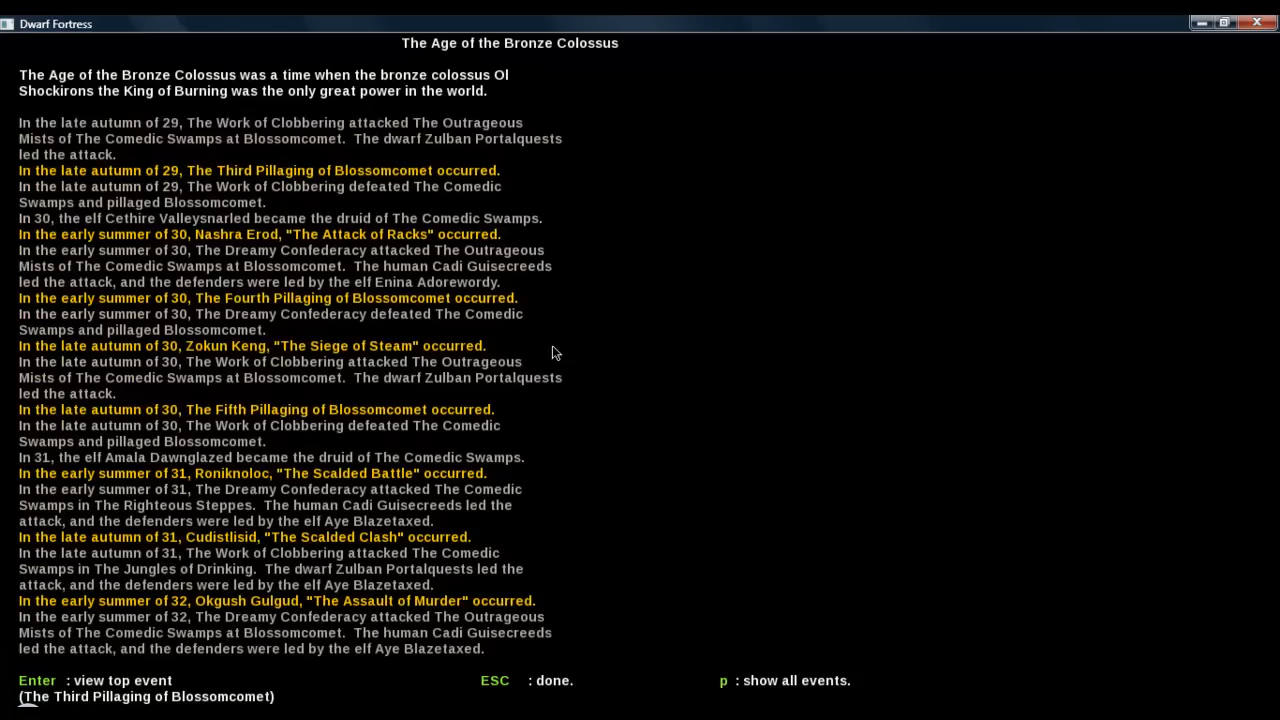 Dwarf Fortress
The Age of the Bronze Colossus
The Age of the Bronze Colossus was a time when the bronze colossus Ol
Shockirons the King of Burning was the only great power in the world.
In the late autumn of 29, The Work of Clobbering attacked The Outrageous
Mists of The Comedic Swamps at Blossomcomet.  The dwarf Zulban Portalquests
led the attack.
In the late autumn of 29, The Third Pillaging of Blossomcomet occurred.
In the late autumn of 29, The Work of Clobbering defeated The Comedic
Swamps and pillaged Blossomcomet.
In 30, the elf Cethire Valleysnarled became the druid of The Comedic Swamps.
In the early summer of 30, Nashra Erod, "The Attack of Racks" occurred.
In the early summer of 30, The Dreamy Confederacy attacked The Outrageous
Mists of The Comedic Swamps at Blossomcomet.  The human Cadi Guisecreeds
led the attack, and the defenders were led by the elf Enina Adorewordy.
In the early summer of 30, The Fourth Pillaging of Blossomcomet occurred.
In the early summer of 30, The Dreamy Confederacy defeated The Comedic
Swamps and pillaged Blossomcomet.
In the late autumn of 30, Zokun Keng, "The Siege of Steam" occurred.
In the late autumn of 30, The Work of Clobbering attacked The Outrageous
Mists of The Comedic Swamps at Blossomcomet.  The dwarf Zulban Portalquests
led the attack.
In the late autumn of 30, The Fifth Pillaging of Blossomcomet occurred.
In the late autumn of 30, The Work of Clobbering defeated The Comedic
Swamps and pillaged Blossomcomet.
In 31, the elf Amala Dawnglazed became the druid of The Comedic Swamps.
In the early summer of 31, Roniknoloc, "The Scalded Battle" occurred.
In the early summer of 31, The Dreamy Confederacy attacked The Comedic
Swamps in The Righteous Steppes.  The human Cadi Guisecreeds led the
attack, and the defenders were led by the elf Aye Blazetaxed.
In the late autumn of 31, Cudistlisid, "The Scalded Clash" occurred.
In the late autumn of 31, The Work of Clobbering attacked The Comedic
Swamps in The Jungles of Drinking.  The dwarf Zulban Portalquests led the
attack, and the defenders were led by the elf Aye Blazetaxed.
In the early summer of 32, Okgush Gulgud, "The Assault of Murder" occurred.
In the early summer of 32, The Dreamy Confederacy attacked The Outrageous
Mists of The Comedic Swamps at Blossomcomet.  The human Cadi Guisecreeds
led the attack, and the defenders were led by the elf Aye Blazetaxed.
Enter : view top event ESC : done. p : show all events.
(The Third Pillaging of Blossomcomet)